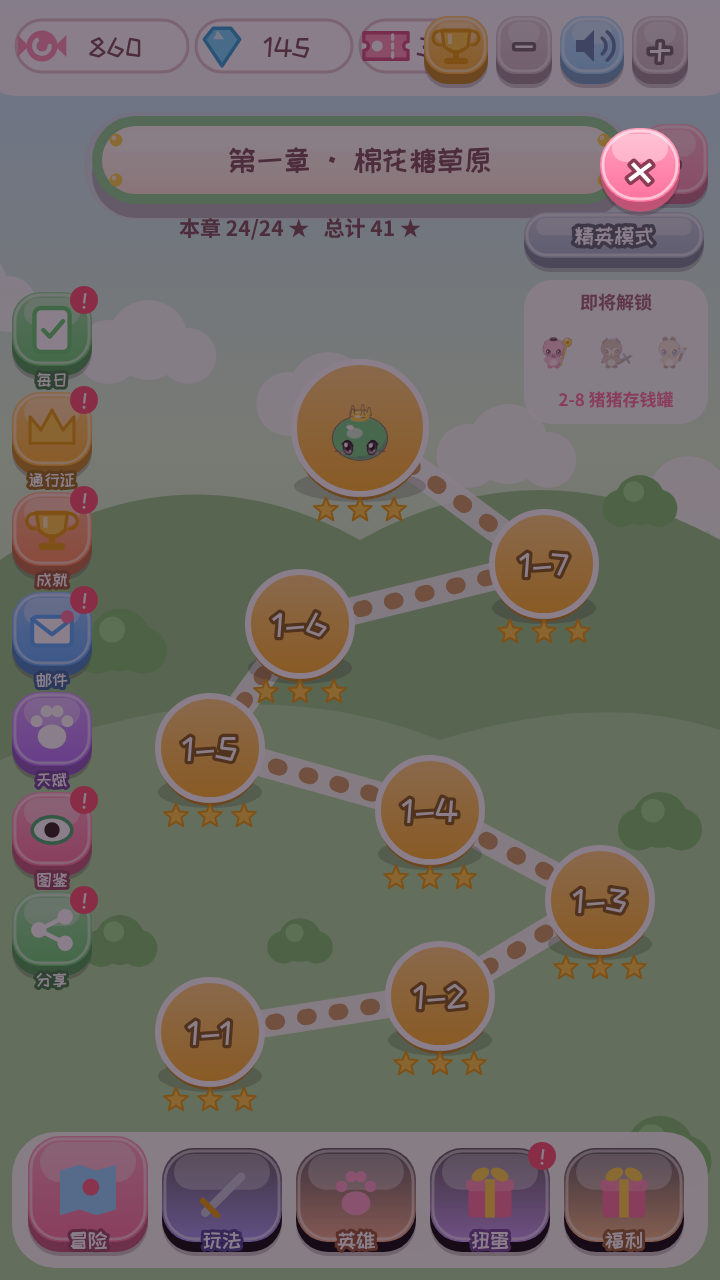 860 145
第一章 · 棉花糖草原
本章 24/24 ★ 总计 41 ★
精英模式
即将解锁
2-8 猪猪存钱罐
每日
通行证
成就
邮件
天赋
图鉴
分享
1-7
1-6
1-5
1-4
1-3
1-2
1-1
冒险 玩法 英雄 扭蛋 福利